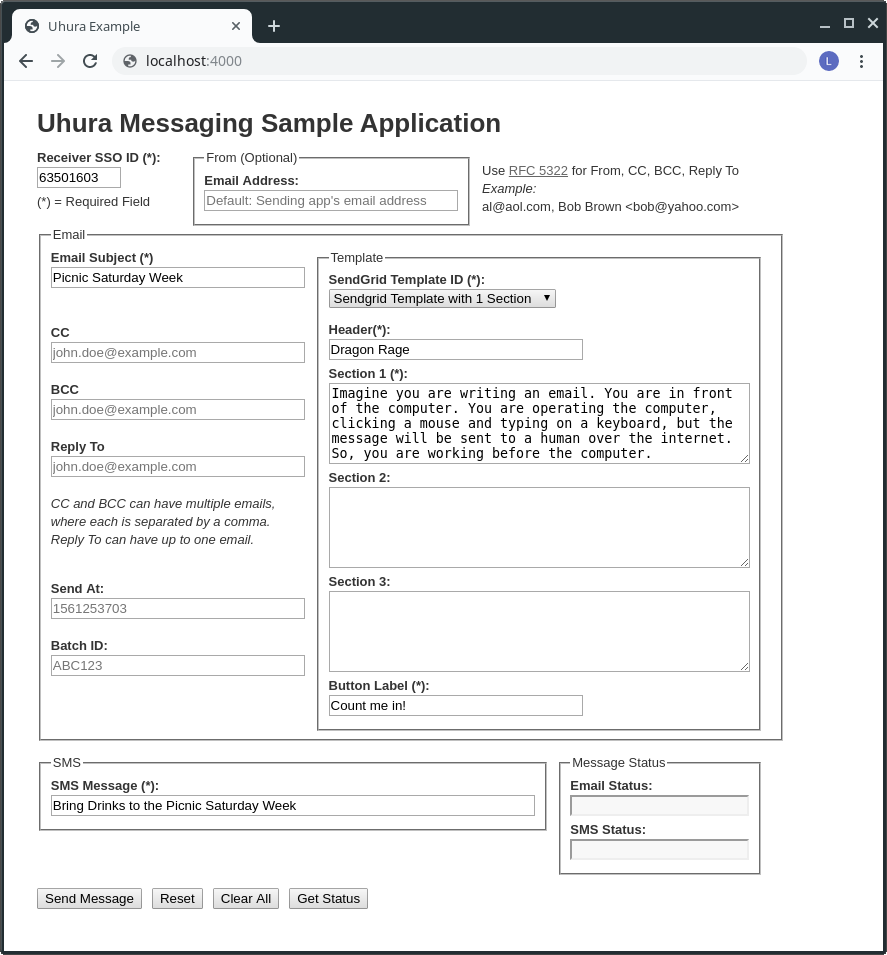 Uhura Example
localhost:4000
L
Uhura Messaging Sample Application
Receiver SSO ID (*):
63501603
(*) = Required Field
From (Optional)
Email Address:
Default: Sending app's email address
Use RFC 5322 for From, CC, BCC, Reply To
Example:
al@aol.com, Bob Brown <bob@yahoo.com>
Email
Email Subject (*)
Picnic Saturday Week
CC
john.doe@example.com
BCC
john.doe@example.com
Reply To
john.doe@example.com
CC and BCC can have multiple emails,
where each is separated by a comma.
Reply To can have up to one email.
Send At:
1561253703
Batch ID:
ABC123
Template
SendGrid Template ID (*):
Sendgrid Template with 1 Section
Header(*):
Dragon Rage
Section 1 (*):
Imagine you are writing an email. You are in front
of the computer. You are operating the computer,
clicking a mouse and typing on a keyboard, but the
message will be sent to a human over the internet.
So, you are working before the computer.
Section 2:
Section 3:
Button Label (*):
Count me in!
SMS
SMS Message (*):
Bring Drinks to the Picnic Saturday Week
Message Status
Email Status:
SMS Status:
Send Message
Reset
Clear All
Get Status